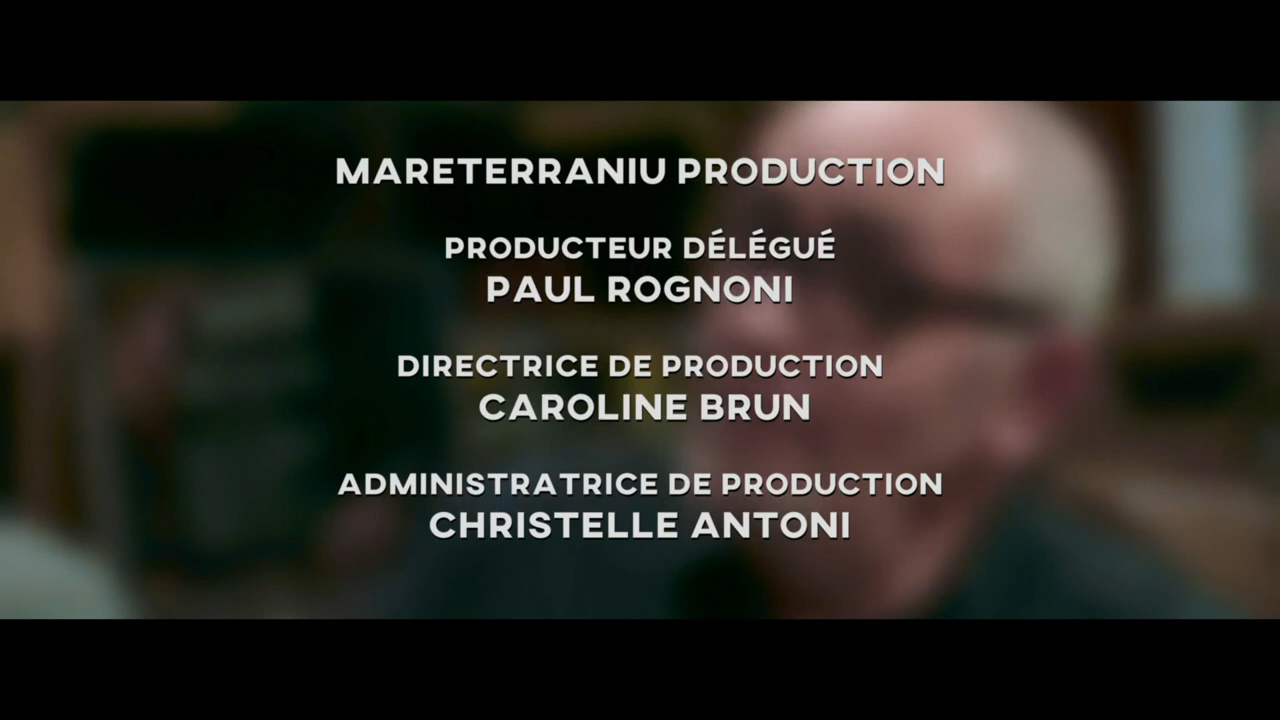 MARETERRANIU PRODUCTION
PRODUCTEUR DÉLÉGUÉ
PAUL ROGNONI
DIRECTRICE DE PRODUCTION
CAROLINE BRUN
ADMINISTRATRICE DE PRODUCTION
CHRISTELLE ANTONI